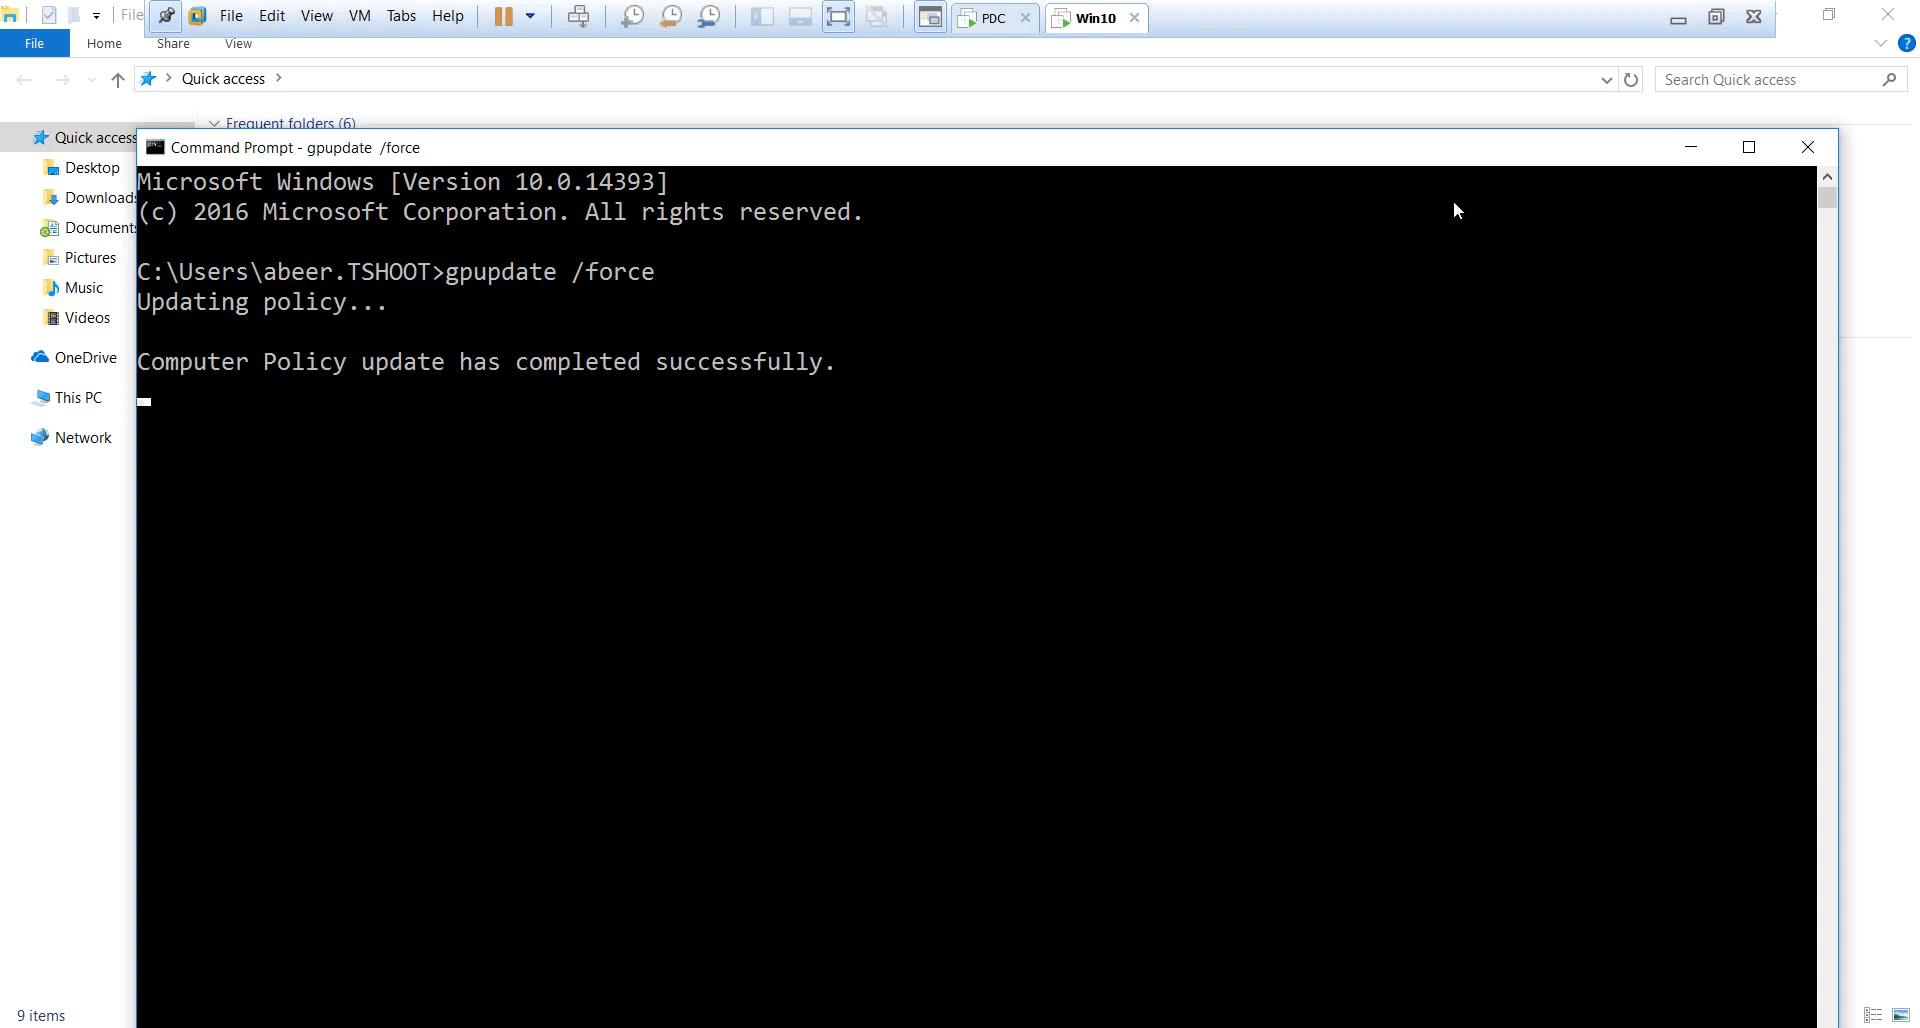 File Edit View VM Tabs Help PDC Win10
File
File Home Share View
Quick access
Search Quick access
Frequent folders (6)
Quick access
Command Prompt - gpupdate /force
Desktop
Downloads
Documents
Pictures
Music
Videos
OneDrive
This PC
Network
Microsoft Windows [Version 10.0.14393]
(c) 2016 Microsoft Corporation. All rights reserved.
C:\Users\abeer.TSHOOT>gpupdate /force
Updating policy...
Computer Policy update has completed successfully.
9 items